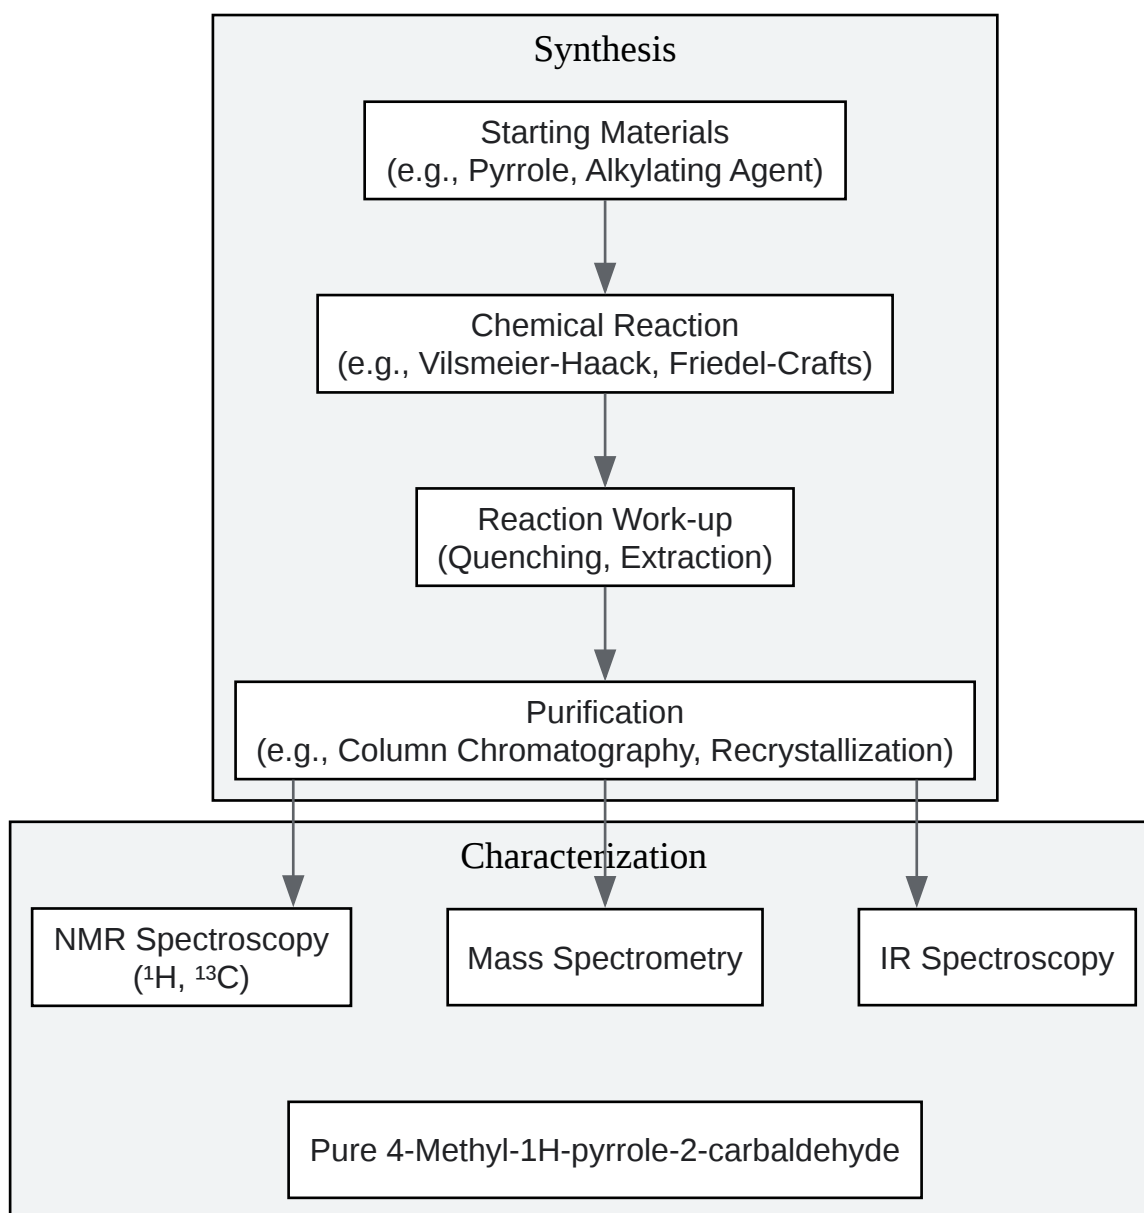 Synthesis
Starting Materials
(e.g., Pyrrole, Alkylating Agent)
Chemical Reaction
(e.g., Vilsmeier-Haack, Friedel-Crafts)
Reaction Work-up
(Quenching, Extraction)
Purification
(e.g., Column Chromatography, Recrystallization)
Characterization
NMR Spectroscopy
(¹H, ¹³C)
Mass Spectrometry
IR Spectroscopy
Pure 4-Methyl-1H-pyrrole-2-carbaldehyde